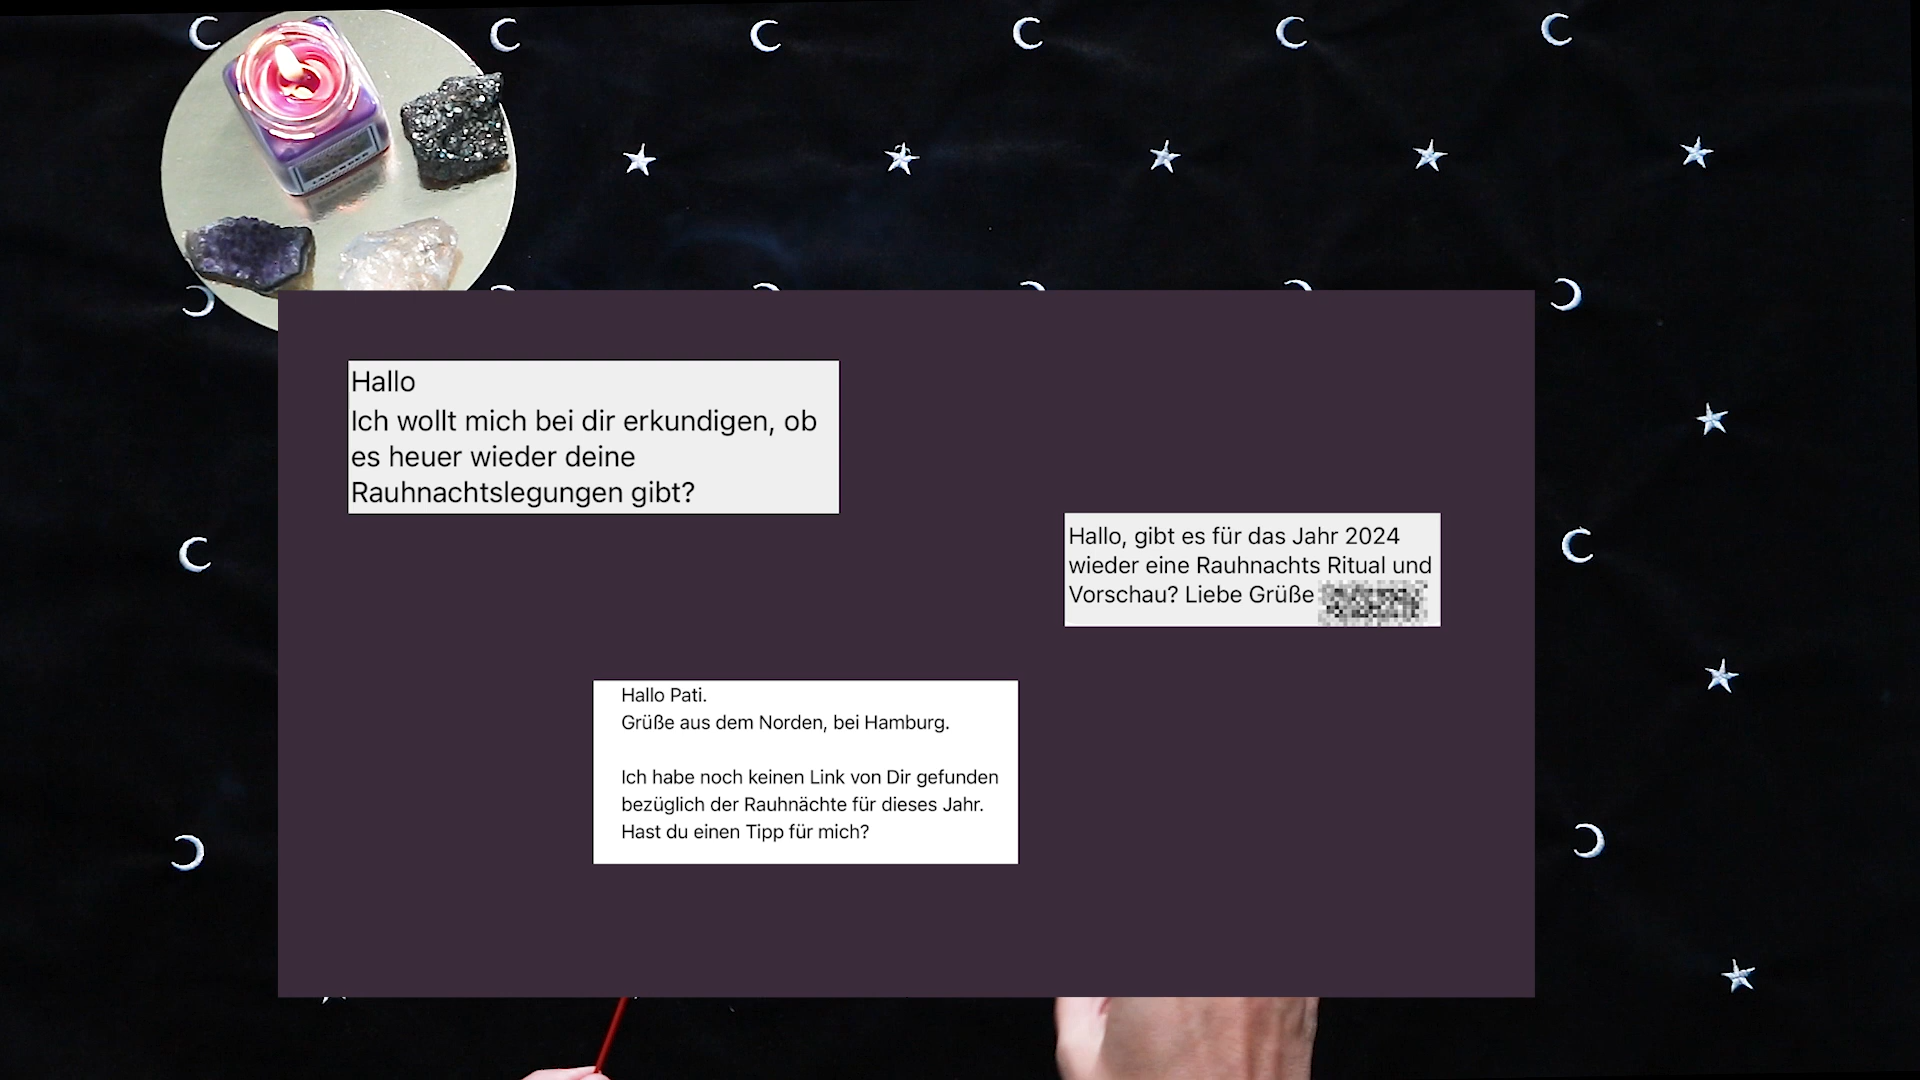 Hallo
Ich wollt mich bei dir erkundigen, ob
es heuer wieder deine
Rauhnachtslegungen gibt?
Hallo, gibt es für das Jahr 2024
wieder eine Rauhnachts Ritual und
Vorschau? Liebe Grüße
Hallo Pati.
Grüße aus dem Norden, bei Hamburg.
Ich habe noch keinen Link von Dir gefunden
bezüglich der Rauhnächte für dieses Jahr.
Hast du einen Tipp für mich?